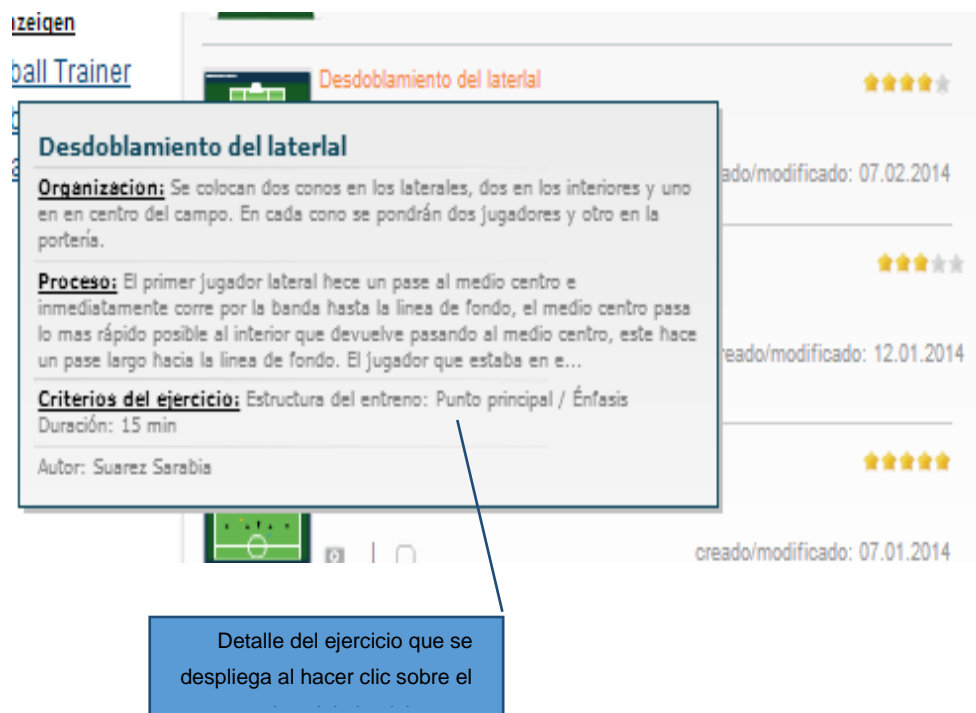 nzeigen
ball Trainer
Desdoblamiento del laterlal
Desdoblamiento del laterlal
Organizacion: Se colocan dos conos en los laterales, dos en los interiores y uno
en en centro del campo. En cada cono se pondrán dos jugadores y otro en la
portería.
ado/modificado: 07.02.2014
Proceso: El primer jugador lateral hece un pase al medio centro e
inmediatamente corre por la banda hasta la linea de fondo, el medio centro pasa
lo mas rápido posible al interior que devuelve pasando al medio centro, este hace
un pase largo hacia la linea de fondo. El jugador que estaba en e...
reado/modificado: 12.01.2014
Criterios del ejercicio: Estructura del entreno: Punto principal / Énfasis
Duración: 15 min
Autor: Suarez Sarabia
creado/modificado: 07.01.2014
Detalle del ejercicio que se
despliega al hacer clic sobre el